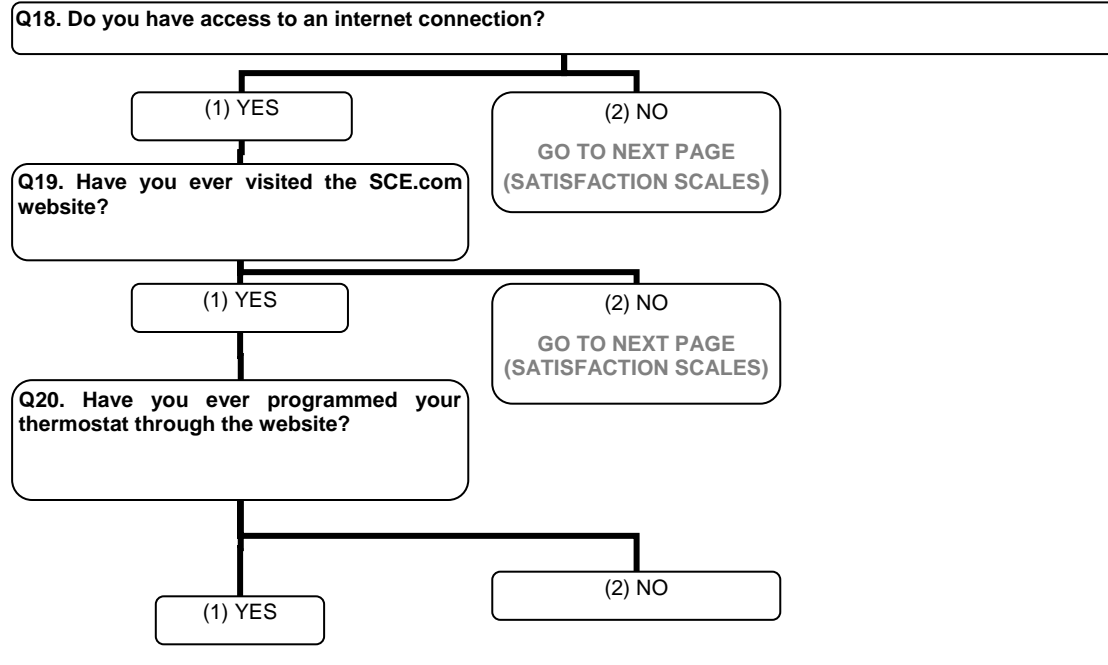 Q18. Do you have access to an internet connection?
(1) YES
(2) NO
GO TO NEXT PAGE
(SATISFACTION SCALES)
Q19. Have you ever visited the SCE.com
website?
(1) YES
(2) NO
GO TO NEXT PAGE
(SATISFACTION SCALES)
Q20. Have you ever programmed your
thermostat through the website?
(1) YES
(2) NO